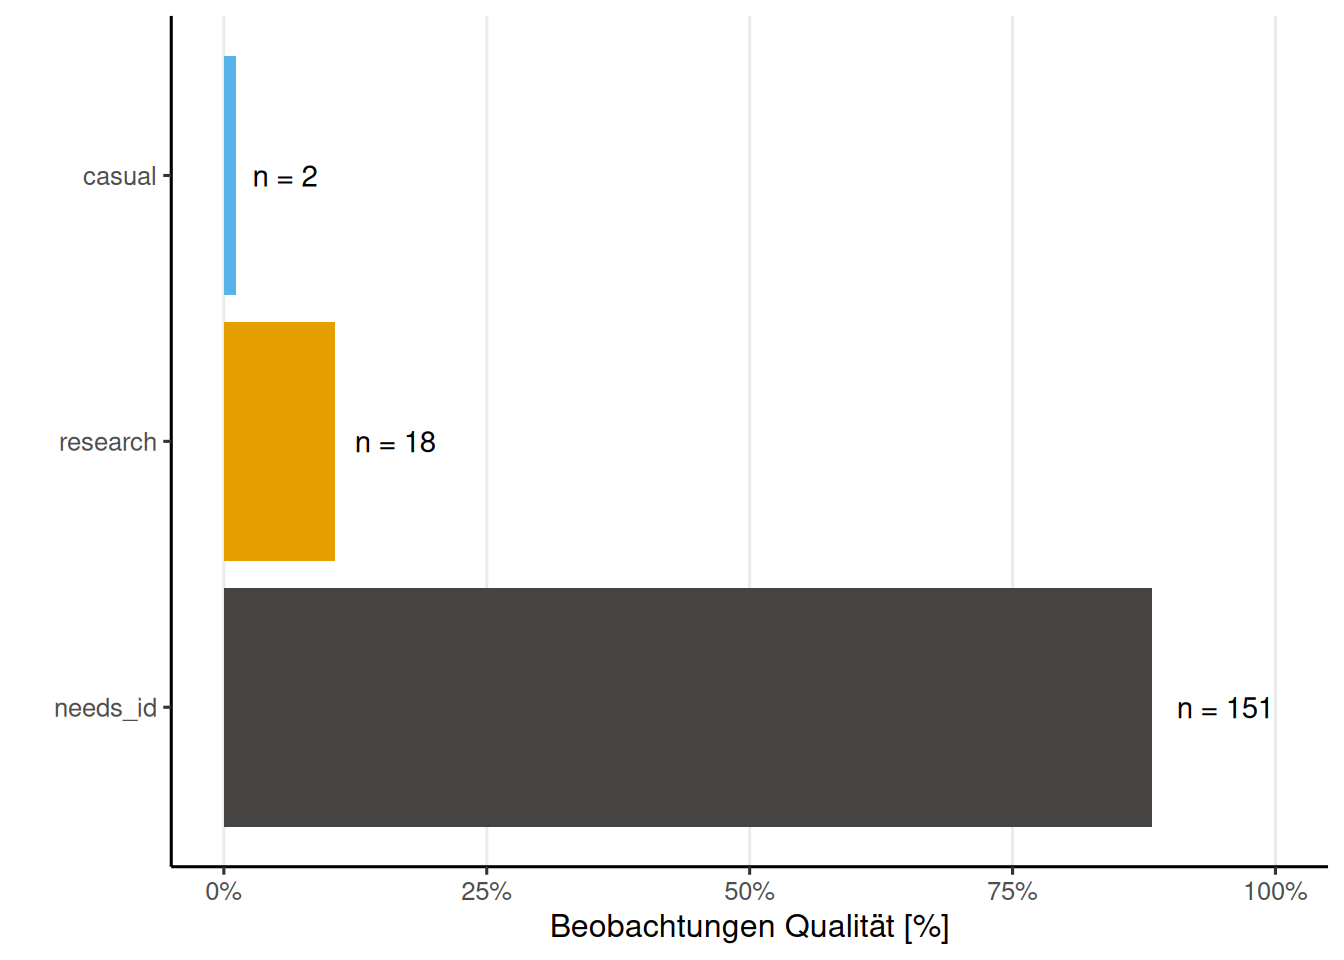 casual
n = 2
research
n = 18
needs_id
n = 151
0% 25% 50% 75% 100%
Beobachtungen Qualität [%]